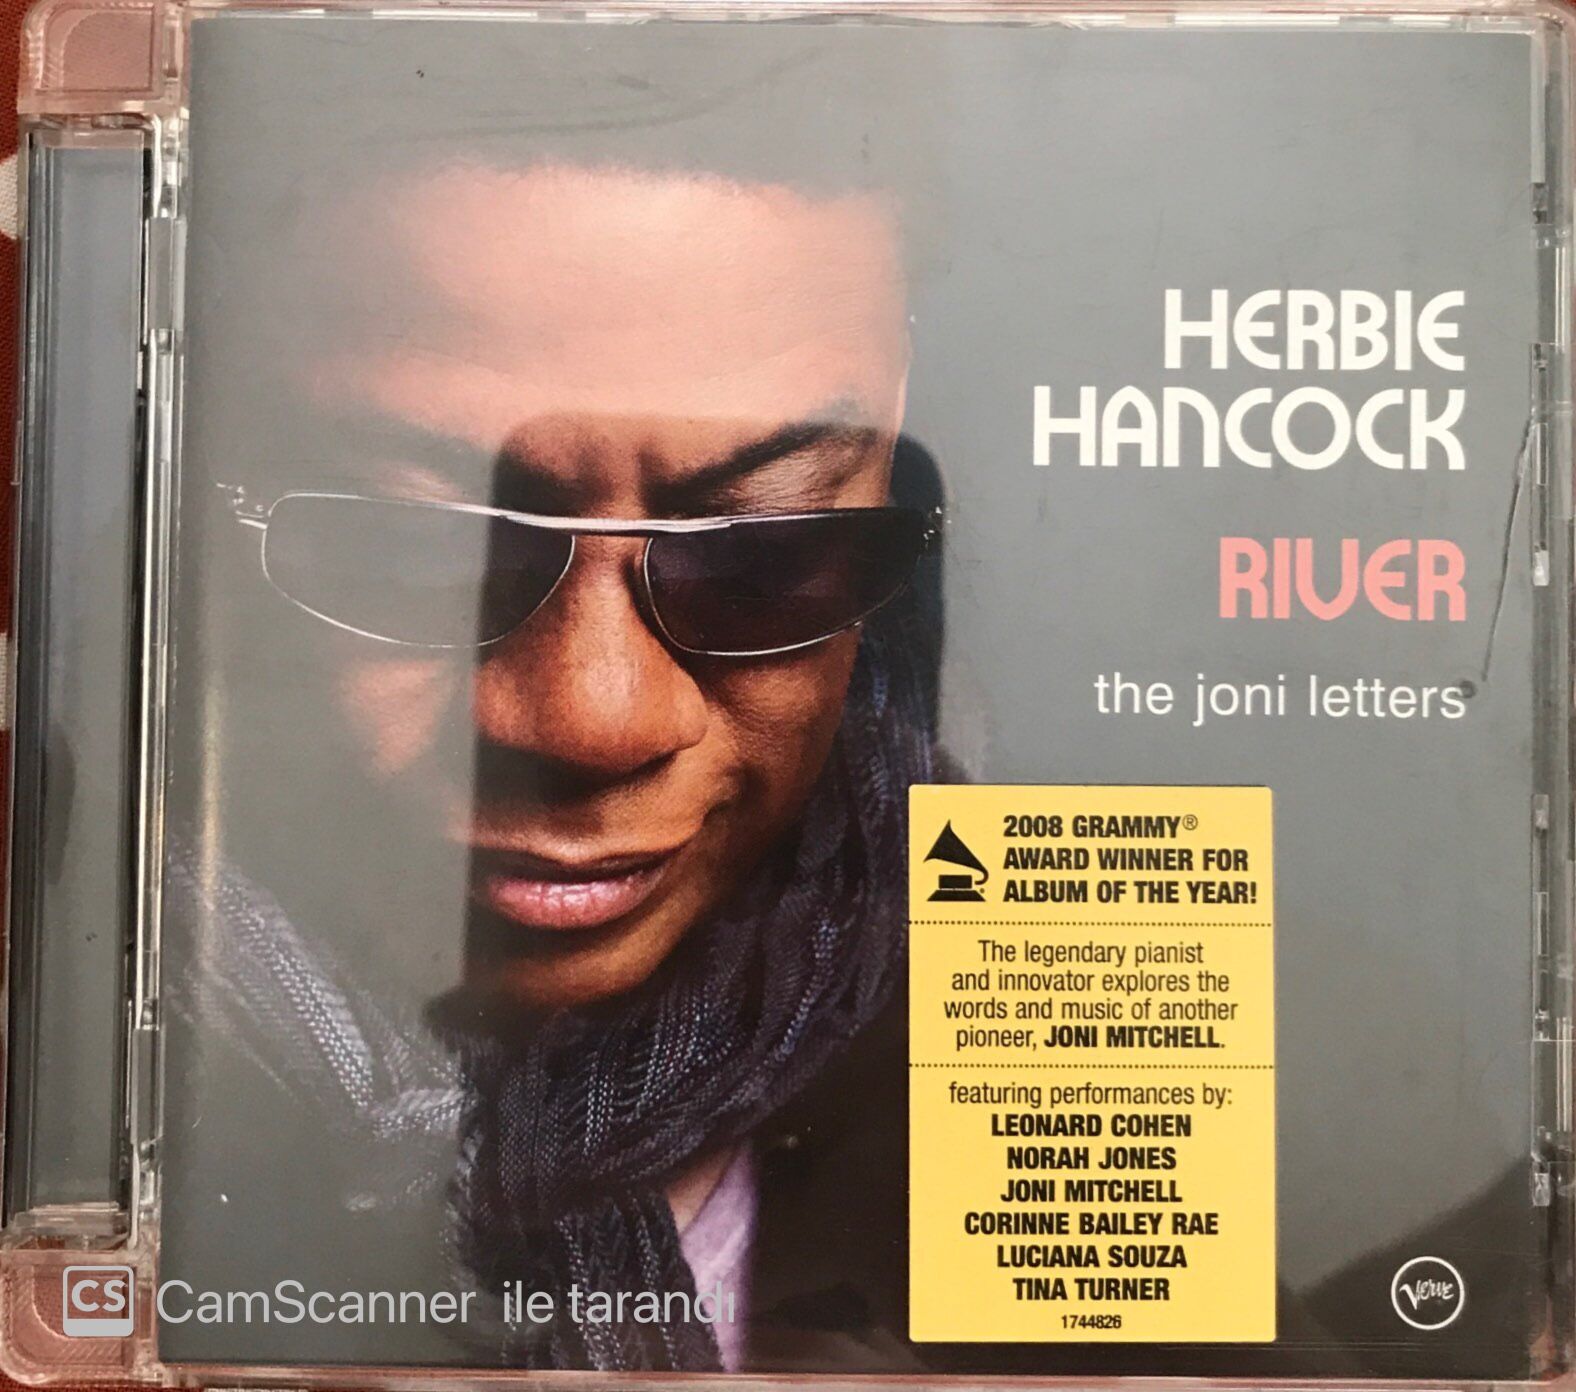 HERBIE
HANCOCK
RIVER
the joni letters
2008 GRAMMY®
AWARD WINNER FOR
ALBUM OF THE YEAR!
The legendary pianist
and innovator explores the
words and music of another
pioneer, JONI MITCHELL.
featuring performances by:
LEONARD COHEN
NORAH JONES
JONI MITCHELL
CORINNE BAILEY RAE
LUCIANA SOUZA
TINA TURNER
1744826
VERVE
CS CamScanner ile tarandı